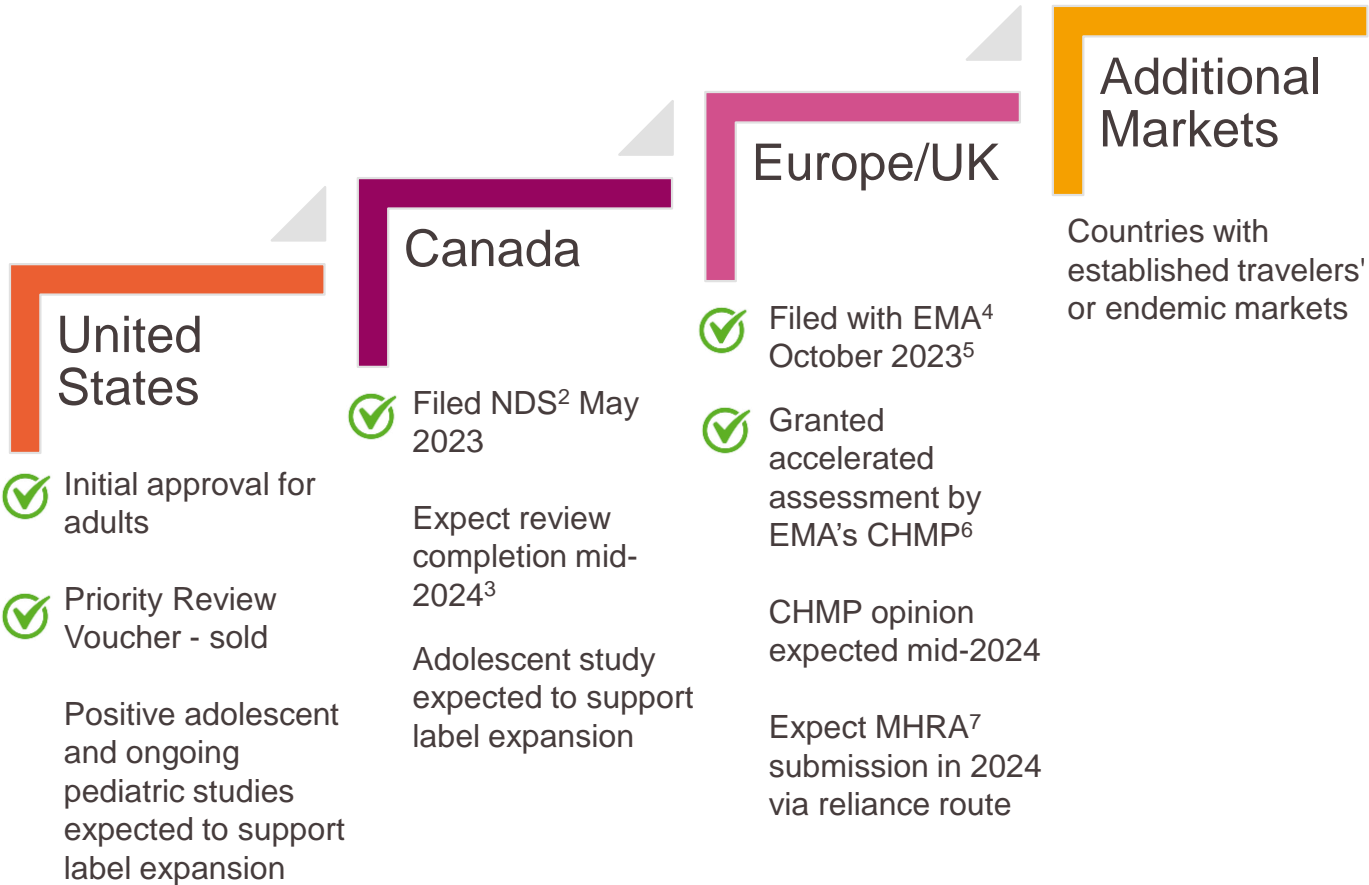 United
States
Initial approval for
adults
Priority Review
Voucher - sold
Positive adolescent
and ongoing
pediatric studies
expected to support
label expansion
Canada
Filed NDS² May
2023
Expect review
completion mid-
2024³
Adolescent study
expected to support
label expansion
Europe/UK
Filed with EMA⁴
October 2023⁵
Granted
accelerated
assessment by
EMA’s CHMP⁶
CHMP opinion
expected mid-2024
Expect MHRA⁷
submission in 2024
via reliance route
Additional
Markets
Countries with
established travelers'
or endemic markets